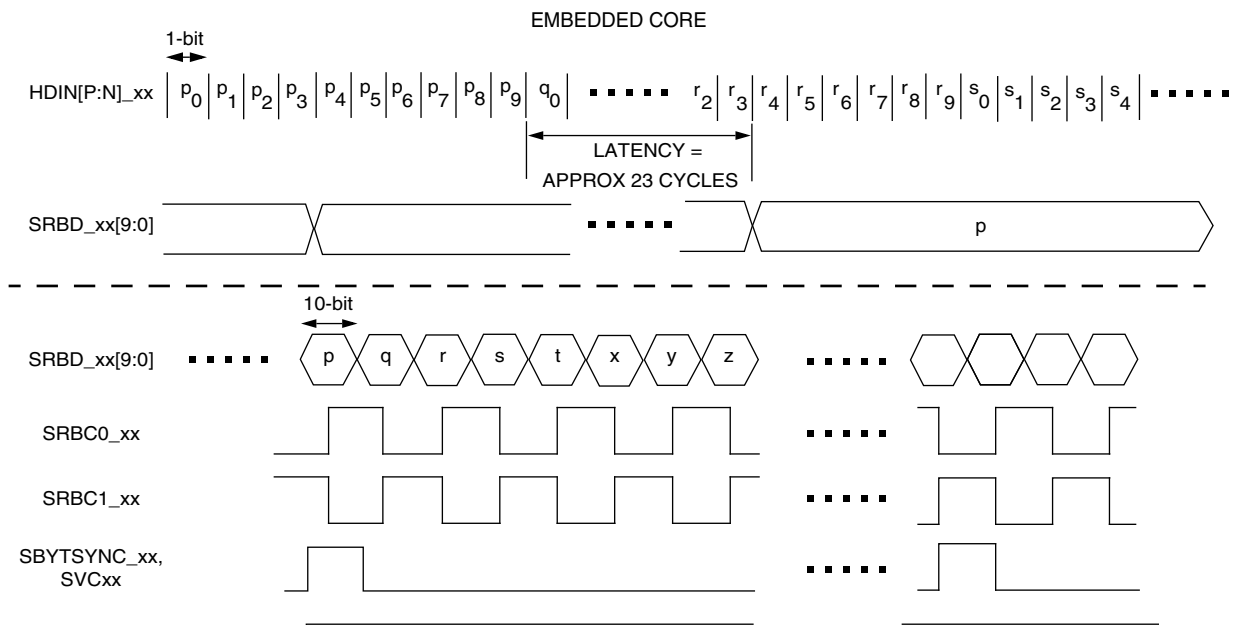 EMBEDDED CORE
1-bit
HDIN[P:N]_xx p0 p1 p2 p3 p4 p5 p6 p7 p8 p9 q0 r2 r3 r4 r5 r6 r7 r8 r9 s0 s1 s2 s3 s4
LATENCY =
APPROX 23 CYCLES
SRBD_xx[9:0] p
10-bit
SRBD_xx[9:0] p q r s t x y z
SRBC0_xx
SRBC1_xx
SBYTSYNC_xx,
SVCxx